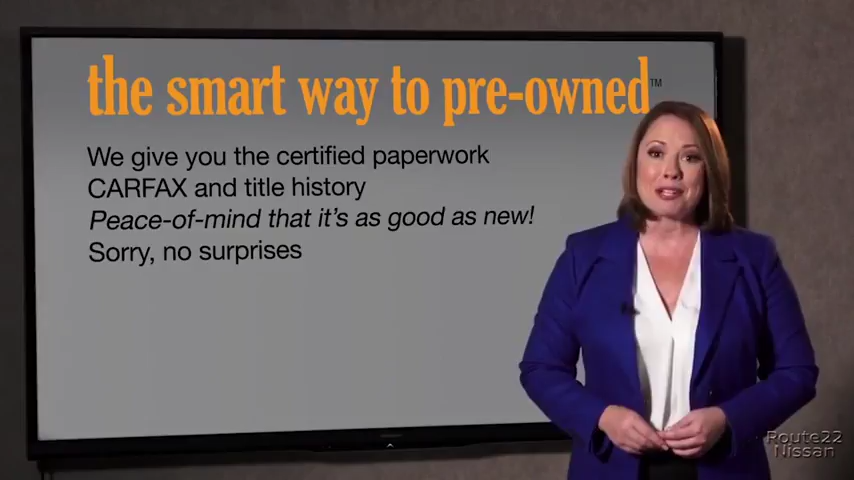 the smart way to pre-owned™
We give you the certified paperwork
CARFAX and title history
Peace-of-mind that it's as good as new!
Sorry, no surprises
Route22
Nissan